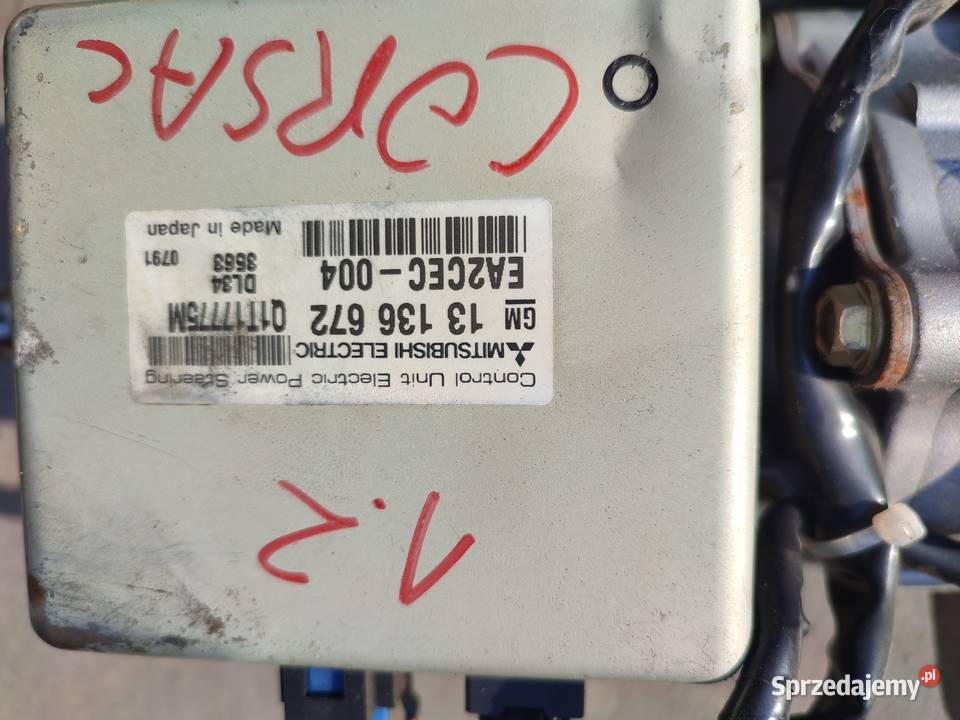 1.2
Control Unit Electric Power Steering
MITSUBISHI ELECTRIC
GM 13 136 672 Q1T17775M
EA2CEC-004 DL34
3563
0791
Made in Japan
CORSA C
Sprzedajemy.pl